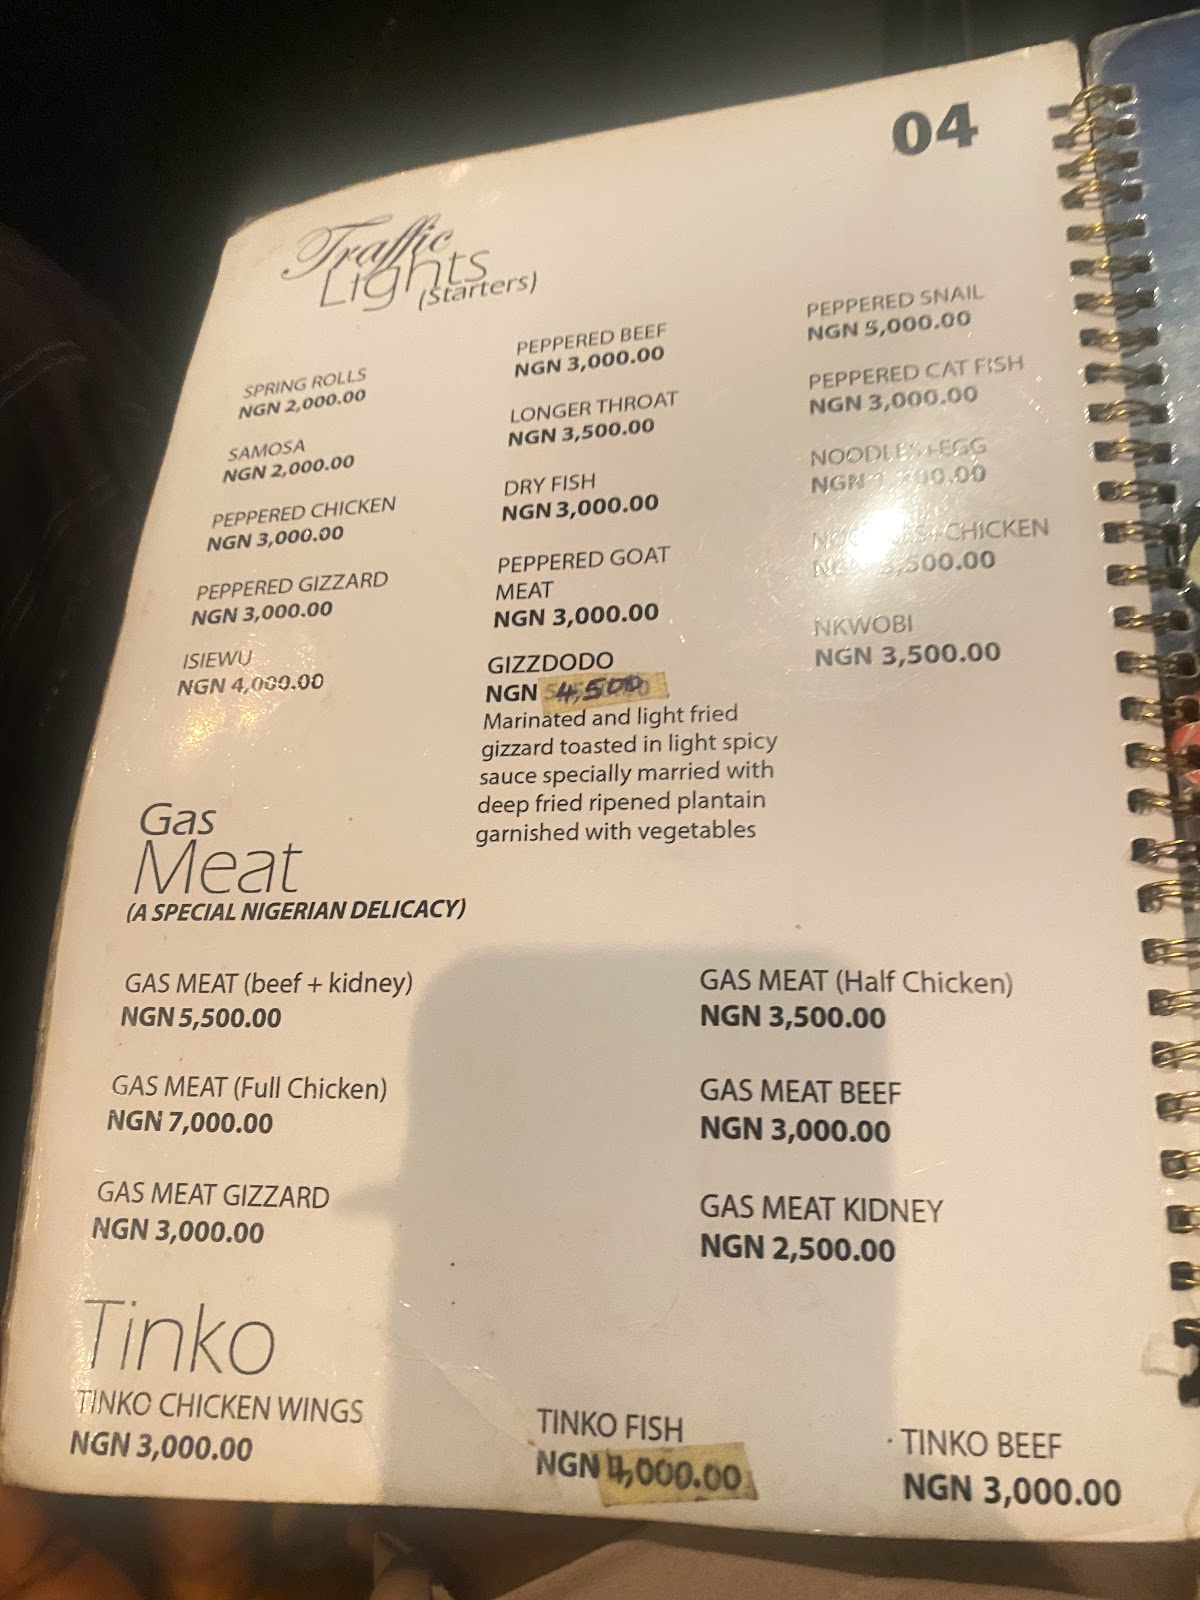 04
Traffic
Lights
(Starters)
SPRING ROLLS
NGN 2,000.00
SAMOSA
NGN 2,000.00
PEPPERED CHICKEN
NGN 3,000.00
PEPPERED GIZZARD
NGN 3,000.00
ISIEWU
NGN 4,000.00
PEPPERED BEEF
NGN 3,000.00
LONGER THROAT
NGN 3,500.00
DRY FISH
NGN 3,000.00
PEPPERED GOAT
MEAT
NGN 3,000.00
GIZZDODO
NGN 4,500
Marinated and light fried
gizzard toasted in light spicy
sauce specially married with
deep fried ripened plantain
garnished with vegetables
PEPPERED SNAIL
NGN 5,000.00
PEPPERED CAT FISH
NGN 3,000.00
NOODLES+EGG
NGN
NOODLES+CHICKEN
NGN
NKWOBI
NGN 3,500.00
Gas
Meat
(A SPECIAL NIGERIAN DELICACY)
GAS MEAT (beef + kidney)
NGN 5,500.00
GAS MEAT (Full Chicken)
NGN 7,000.00
GAS MEAT GIZZARD
NGN 3,000.00
GAS MEAT (Half Chicken)
NGN 3,500.00
GAS MEAT BEEF
NGN 3,000.00
GAS MEAT KIDNEY
NGN 2,500.00
Tinko
TINKO CHICKEN WINGS
NGN 3,000.00
TINKO FISH
NGN 4,000.00
TINKO BEEF
NGN 3,000.00